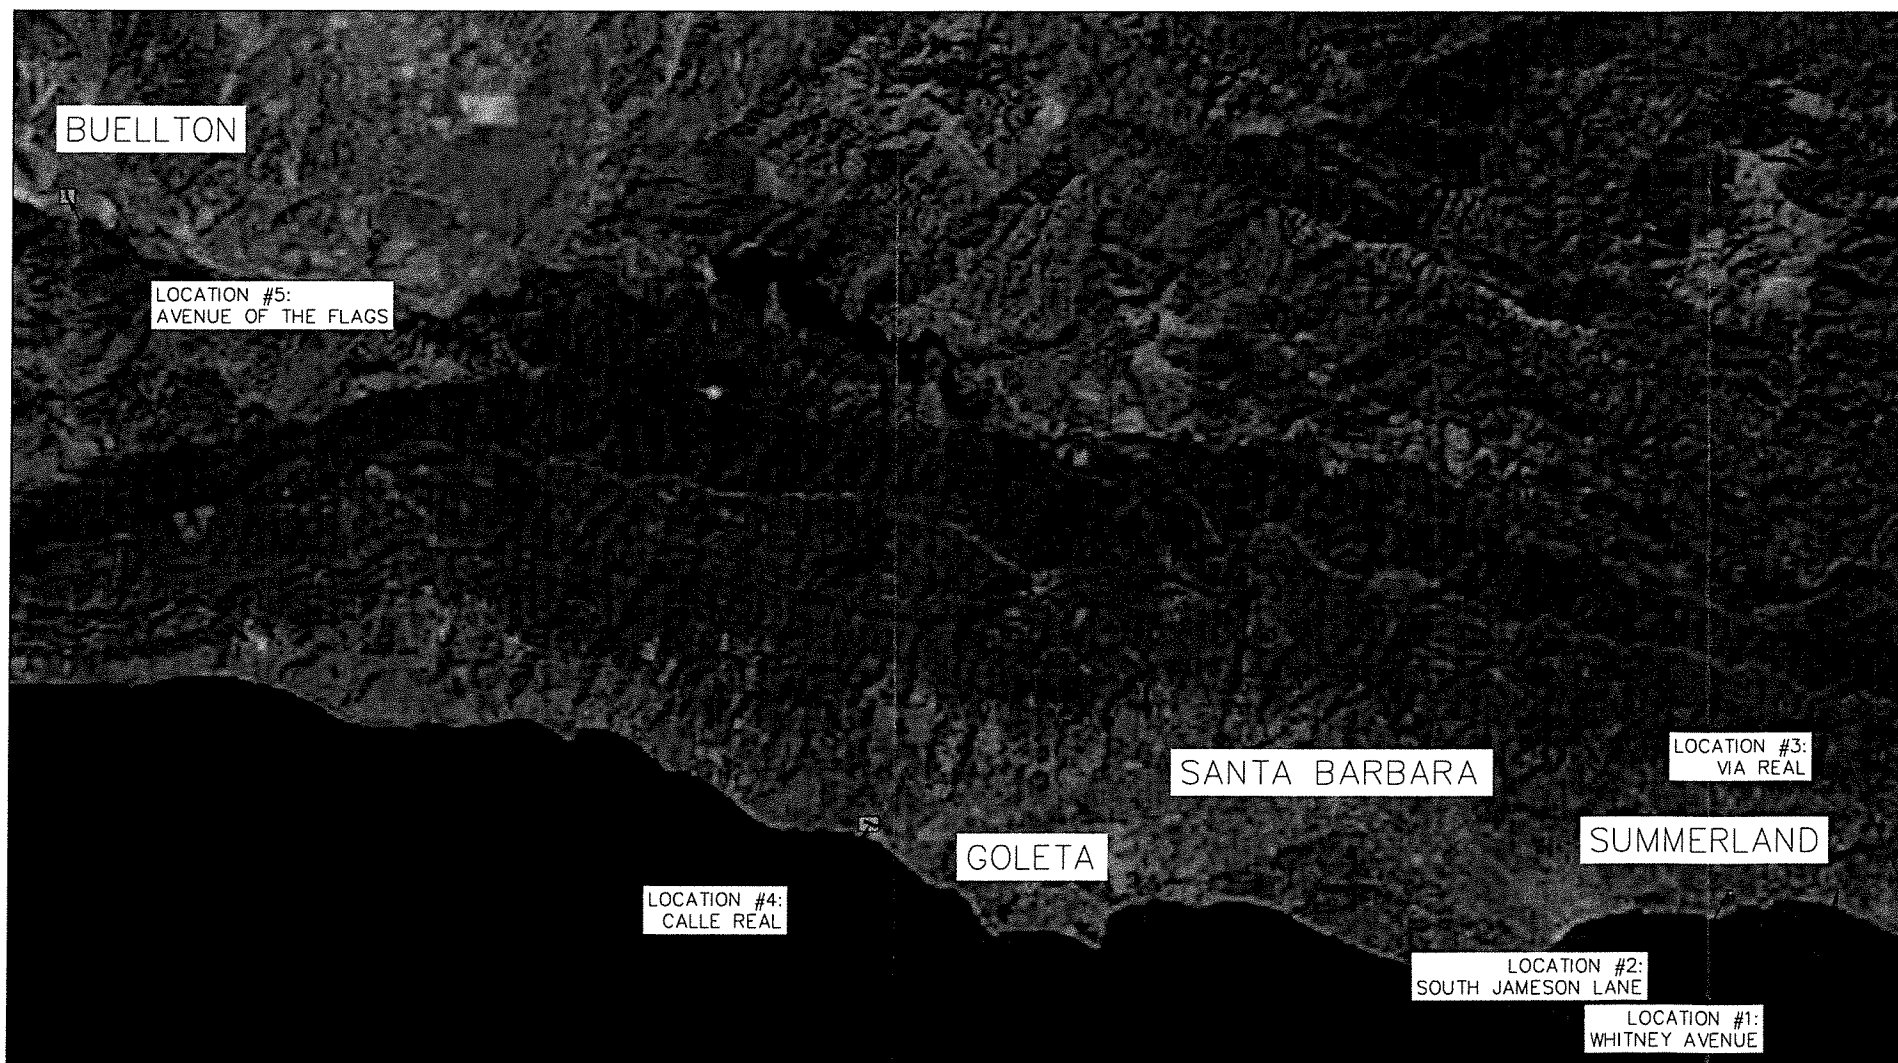 BUELLTON
LOCATION #5:
AVENUE OF THE FLAGS
SANTA BARBARA
LOCATION #3:
VIA REAL
SUMMERLAND
GOLETA
LOCATION #4:
CALLE REAL
LOCATION #2:
SOUTH JAMESON LANE
LOCATION #1:
WHITNEY AVENUE